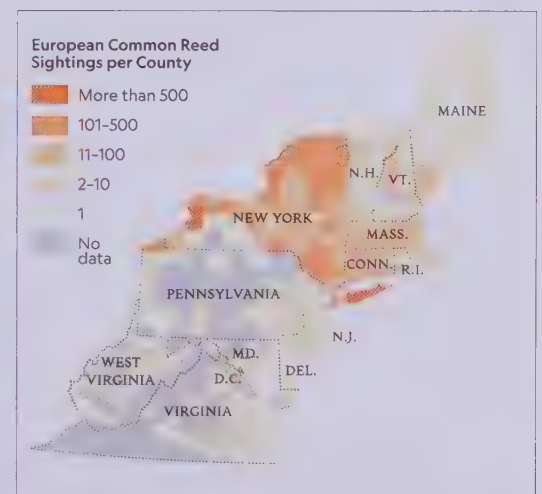 European Common Reed
Sightings per County
More than 500
101–500
11–100
2–10
1
No
data
MAINE
N.H.
VT.
NEW YORK
MASS.
CONN.
R.I.
PENNSYLVANIA
N.J.
MD.
DEL.
WEST
VIRGINIA
D.C.
VIRGINIA